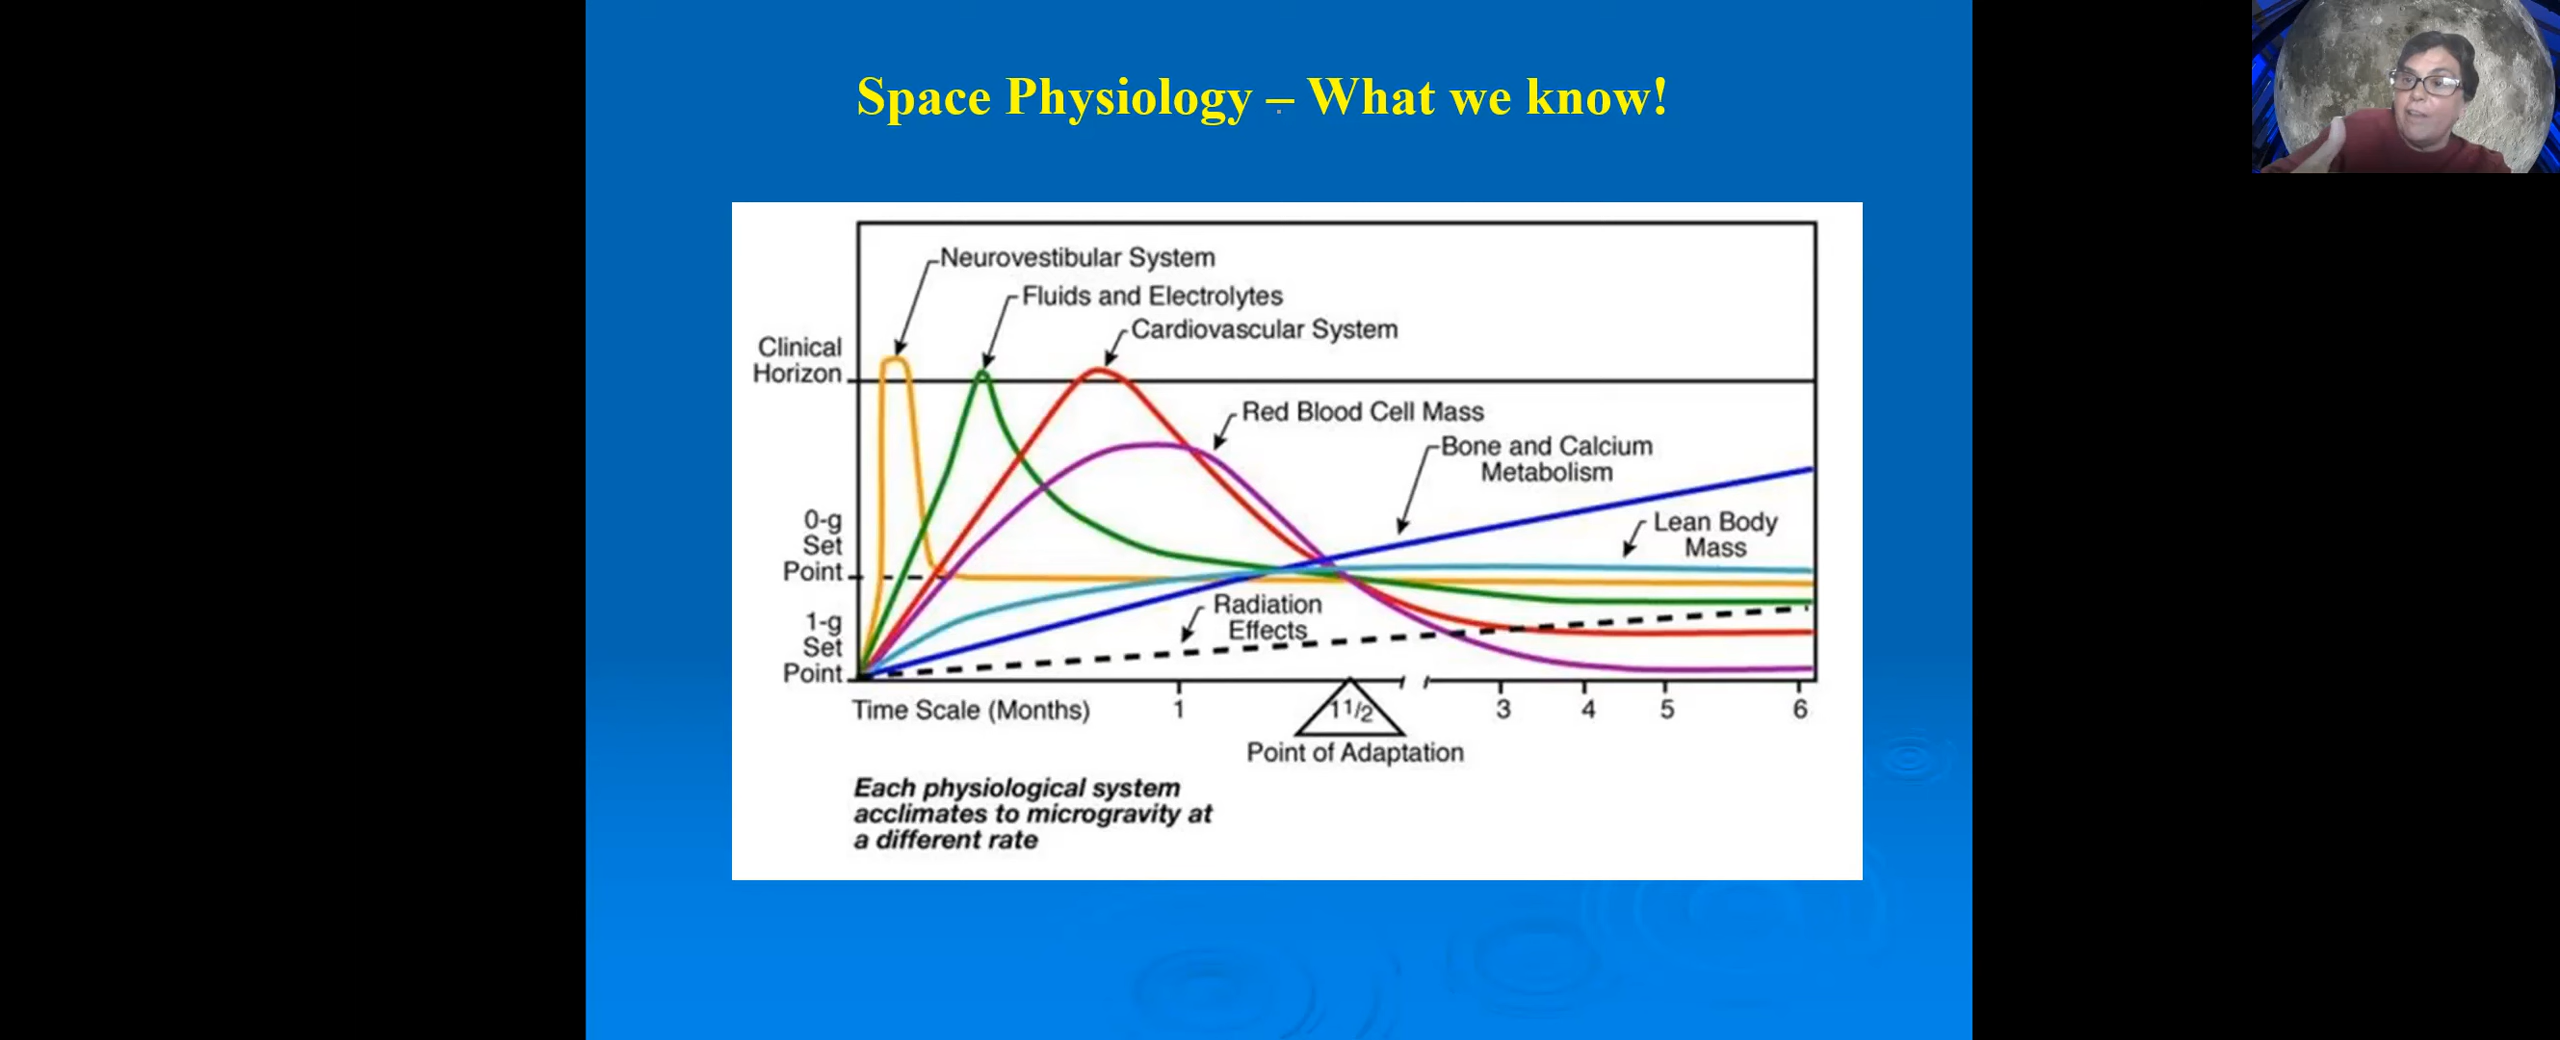 Space Physiology – What we know!
Neurovestibular System
Fluids and Electrolytes
Cardiovascular System
Clinical
Horizon
Red Blood Cell Mass
Bone and Calcium
Metabolism
0-g
Set
Point
Lean Body
Mass
Radiation
Effects
1-g
Set
Point
Time Scale (Months)
1
1 1/2
3
4
5
6
Point of Adaptation
Each physiological system
acclimates to microgravity at
a different rate